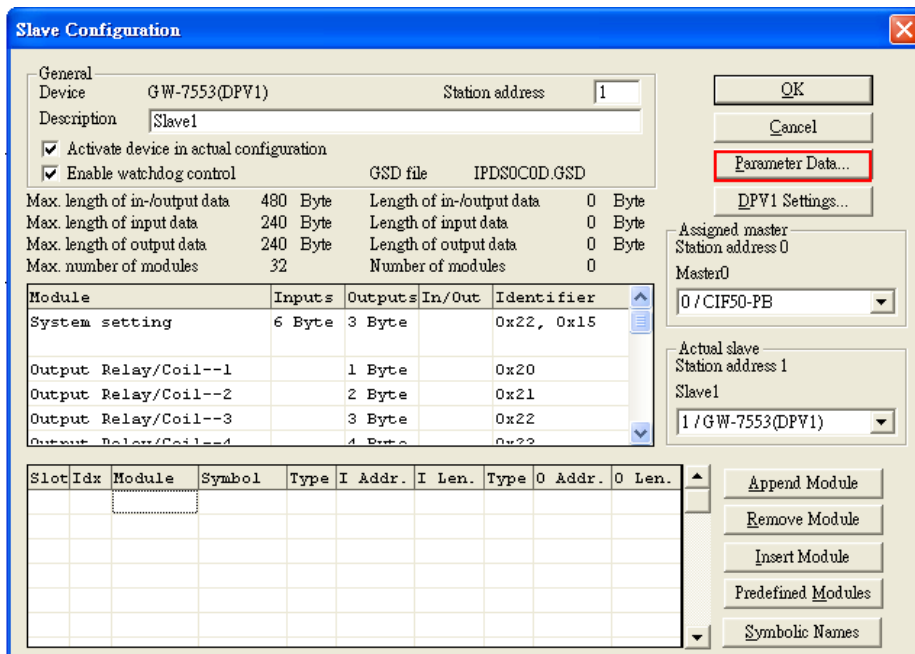 Slave Configuration
General
Device GW-7553(DPV1) Station address 1
Description Slave1
Activate device in actual configuration
Enable watchdog control GSD file IPDS0C0D.GSD
Max. length of in-/output data 480 Byte Length of in-/output data 0 Byte
Max. length of input data 240 Byte Length of input data 0 Byte
Max. length of output data 240 Byte Length of output data 0 Byte
Max. number of modules 32 Number of modules 0
Module Inputs Outputs In/Out Identifier
System setting 6 Byte 3 Byte 0x22, 0x15
Output Relay/Coil--1 1 Byte 0x20
Output Relay/Coil--2 2 Byte 0x21
Output Relay/Coil--3 3 Byte 0x22
Output Relay/Coil--4 4 Byte 0x23
Slot Idx Module Symbol Type I Addr. I Len. Type O Addr. O Len.
OK
Cancel
Parameter Data...
DPV1 Settings...
Assigned master
Station address 0
Master0
0 / CIF50-PB
Actual slave
Station address 1
Slave1
1 / GW-7553(DPV1)
Append Module
Remove Module
Insert Module
Predefined Modules
Symbolic Names